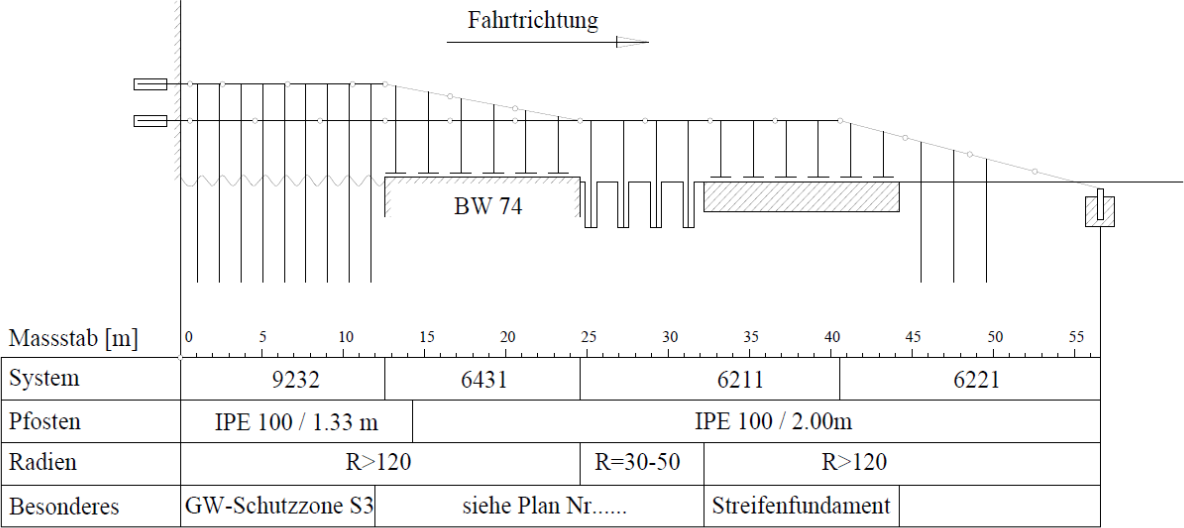 Fahrtrichtung
BW 74
Massstab [m] 0 5 10 15 20 25 30 35 40 45 50 55
System 9232 6431 6211 6221
Pfosten IPE 100 / 1.33 m IPE 100 / 2.00m
Radien R>120 R=30-50 R>120
Besonderes GW-Schutzzone S3 siehe Plan Nr...... Streifenfundament